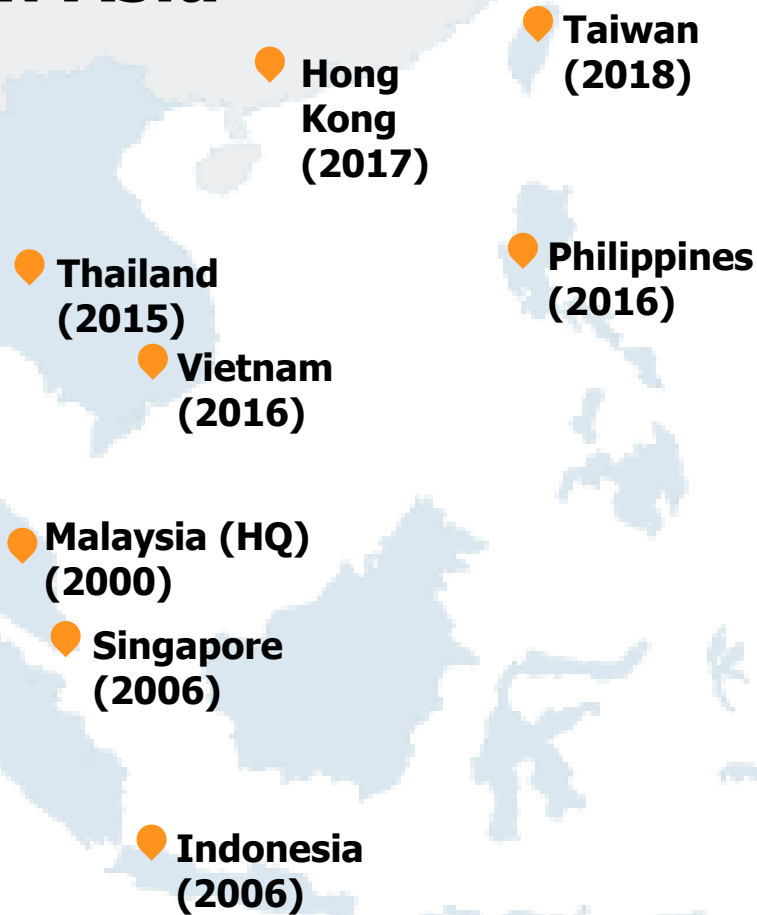 Taiwan
(2018)
Hong
Kong
(2017)
Philippines
(2016)
Thailand
(2015)
Vietnam
(2016)
Malaysia (HQ)
(2000)
Singapore
(2006)
Indonesia
(2006)